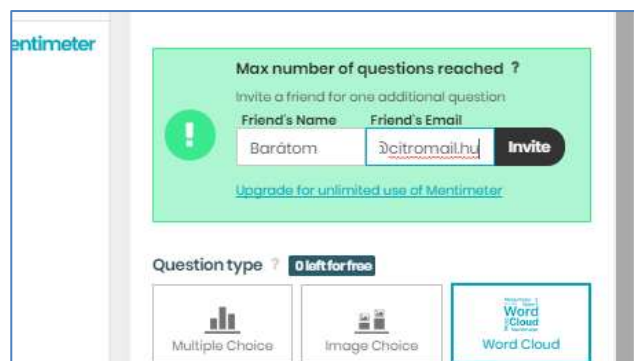 entimeter
Max number of questions reached ?
Invite a friend for one additional question
Friend's Name Friend's Email
Barátom @citromail.hu Invite
Upgrade for unlimited use of Mentimeter
Question type ? 0 left for free
Word
Cloud
Multiple Choice Image Choice Word Cloud